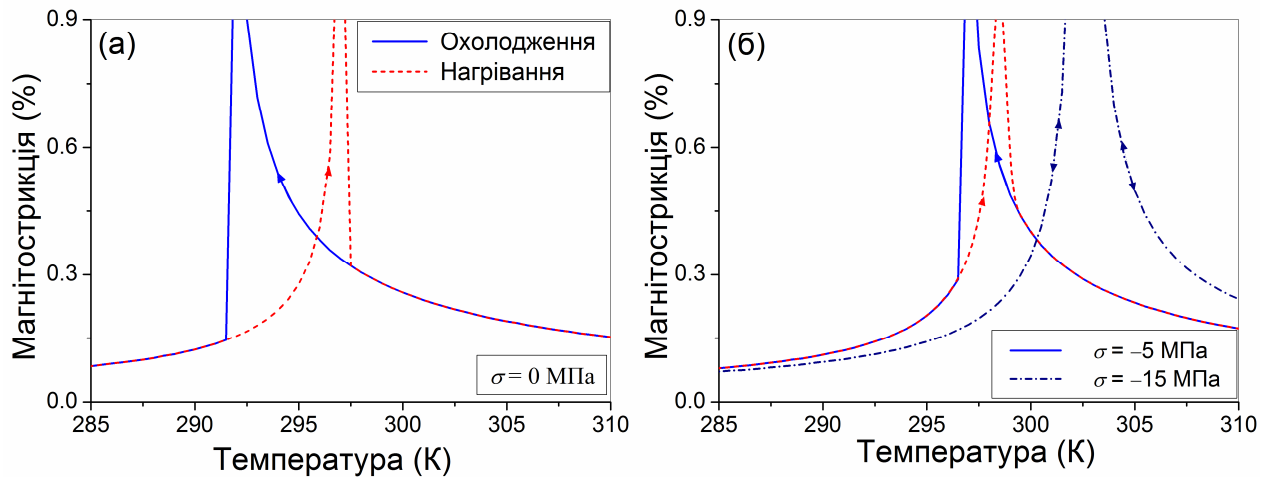 (а)
Охолодження
Нагрівання
σ = 0 МПа
Магнітострикція (%)
0.9
0.6
0.3
0.0
285
290
295
300
305
310
Температура (К)
(б)
σ = –5 МПа
σ = –15 МПа
Магнітострикція (%)
0.9
0.6
0.3
0.0
285
290
295
300
305
310
Температура (К)